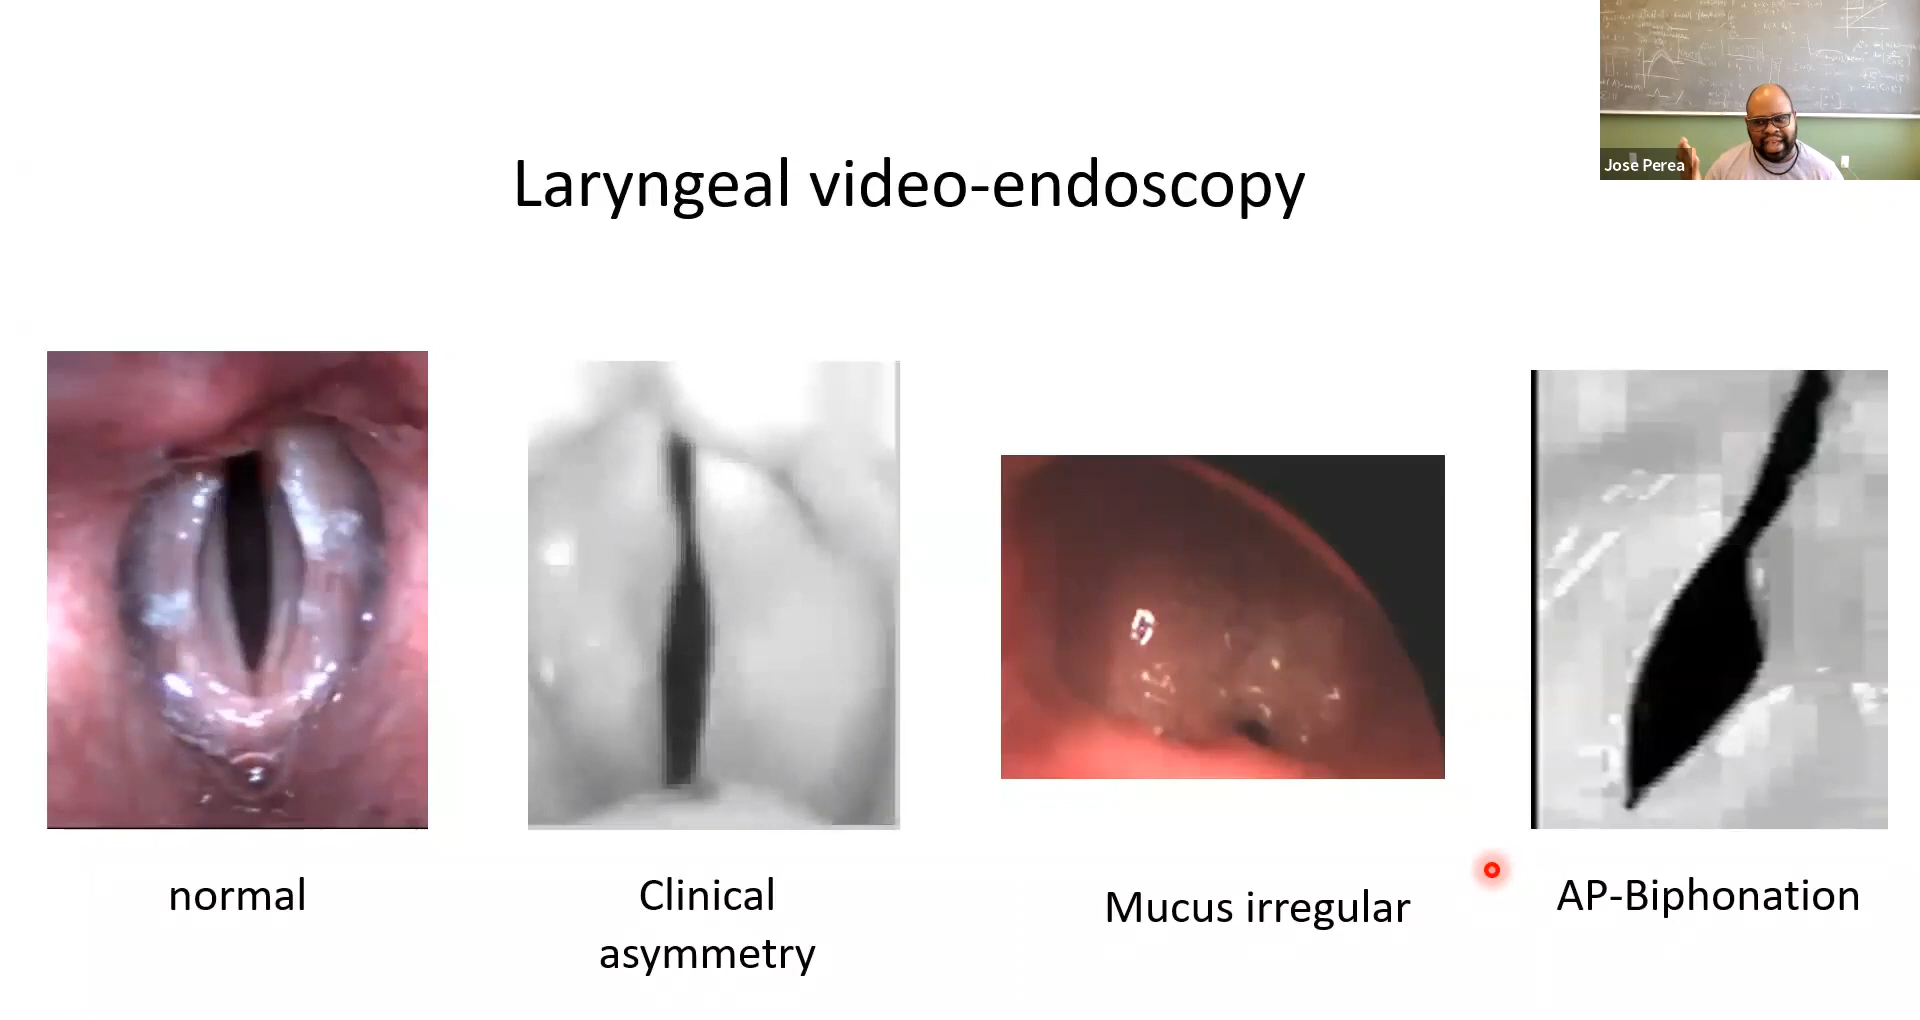 Jose Perea
Laryngeal video-endoscopy
normal
Clinical
asymmetry
Mucus irregular
AP-Biphonation